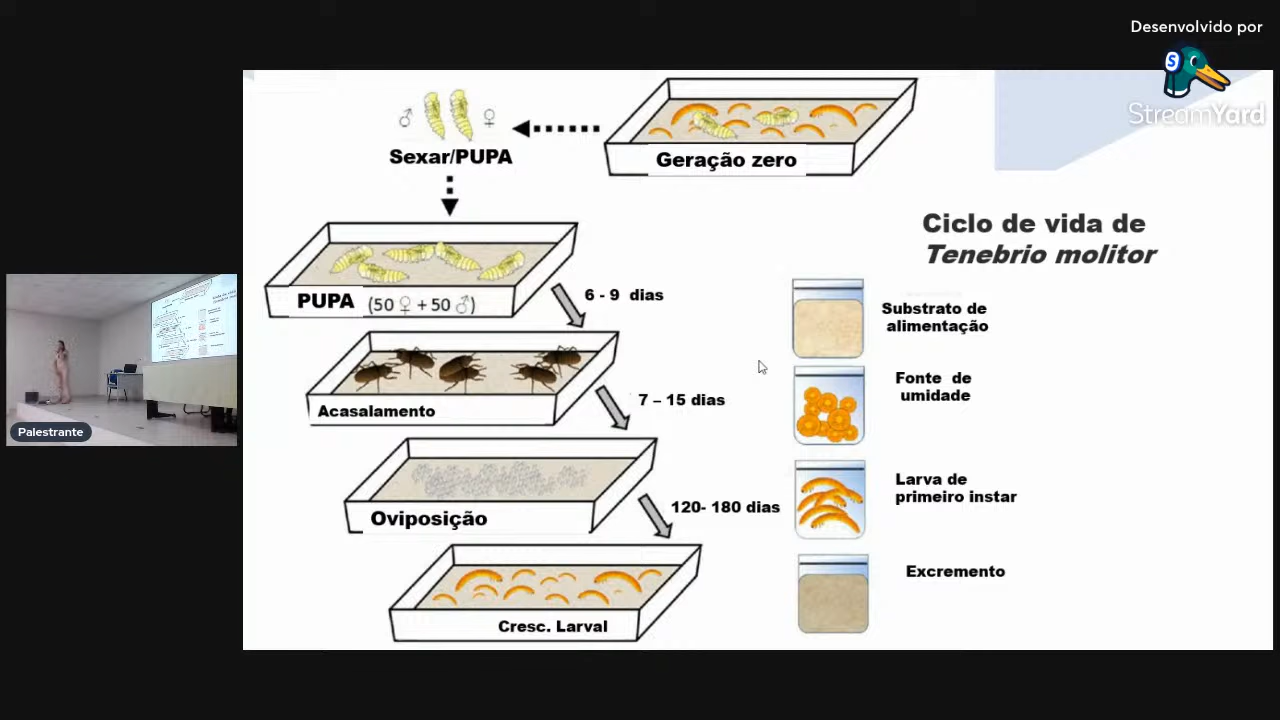 Desenvolvido por
StreamYard
♂ ♀
Sexar/PUPA
Geração zero
Ciclo de vida de
Tenebrio molitor
PUPA (50 ♀ + 50 ♂)
6 - 9 dias
Substrato de
alimentação
Fonte de
umidade
Acasalamento
7 – 15 dias
Larva de
primeiro instar
Oviposição
120- 180 dias
Excremento
Cresc. Larval
Palestrante